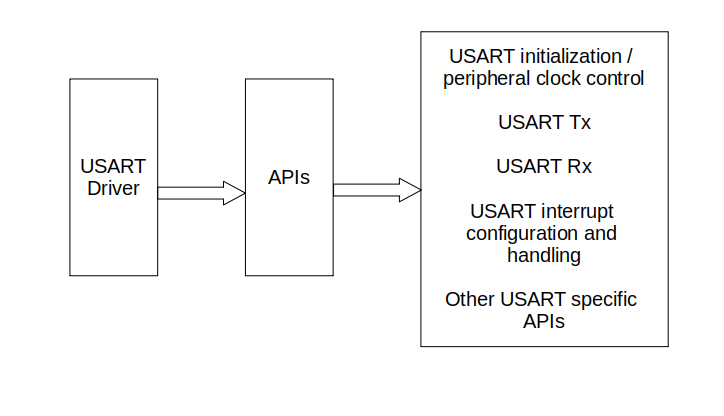 USART
Driver
APIs
USART initialization /
peripheral clock control
USART Tx
USART Rx
USART interrupt
configuration and
handling
Other USART specific
APIs